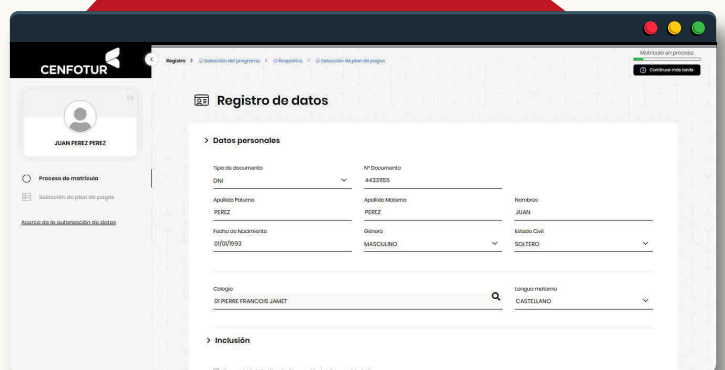 CENFOTUR
Registro > Selección del programa > Requisitos > Selección de plan de pagos
Matrícula en proceso
Continuar más tarde
Registro de datos
JUAN PEREZ PEREZ
Proceso de matrícula
Selección de plan de pagos
Acerca de la autorización de datos
> Datos personales
Tipo de documento
Nº Documento
DNI
44331155
Apellido Paterno
Apellido Materno
Nombres
PEREZ
PEREZ
JUAN
Fecha de Nacimiento
Género
Estado Civil
01/01/1993
MASCULINO
SOLTERO
Colegio
Lengua materna
01 PIERRE FRANCOIS JAMET
CASTELLANO
> Inclusión